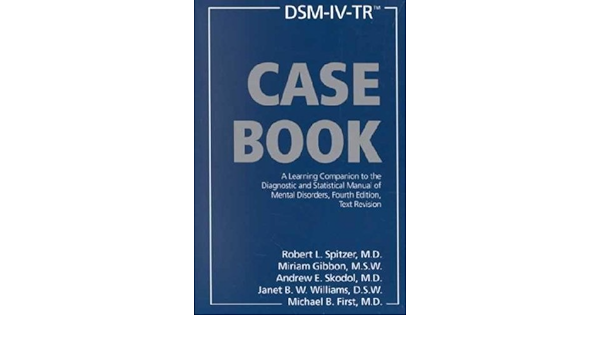 DSM-IV-TR™
CASE
BOOK
A Learning Companion to the
Diagnostic and Statistical Manual of
Mental Disorders, Fourth Edition,
Text Revision
Robert L. Spitzer, M.D.
Miriam Gibbon, M.S.W.
Andrew E. Skodol, M.D.
Janet B. W. Williams, D.S.W.
Michael B. First, M.D.